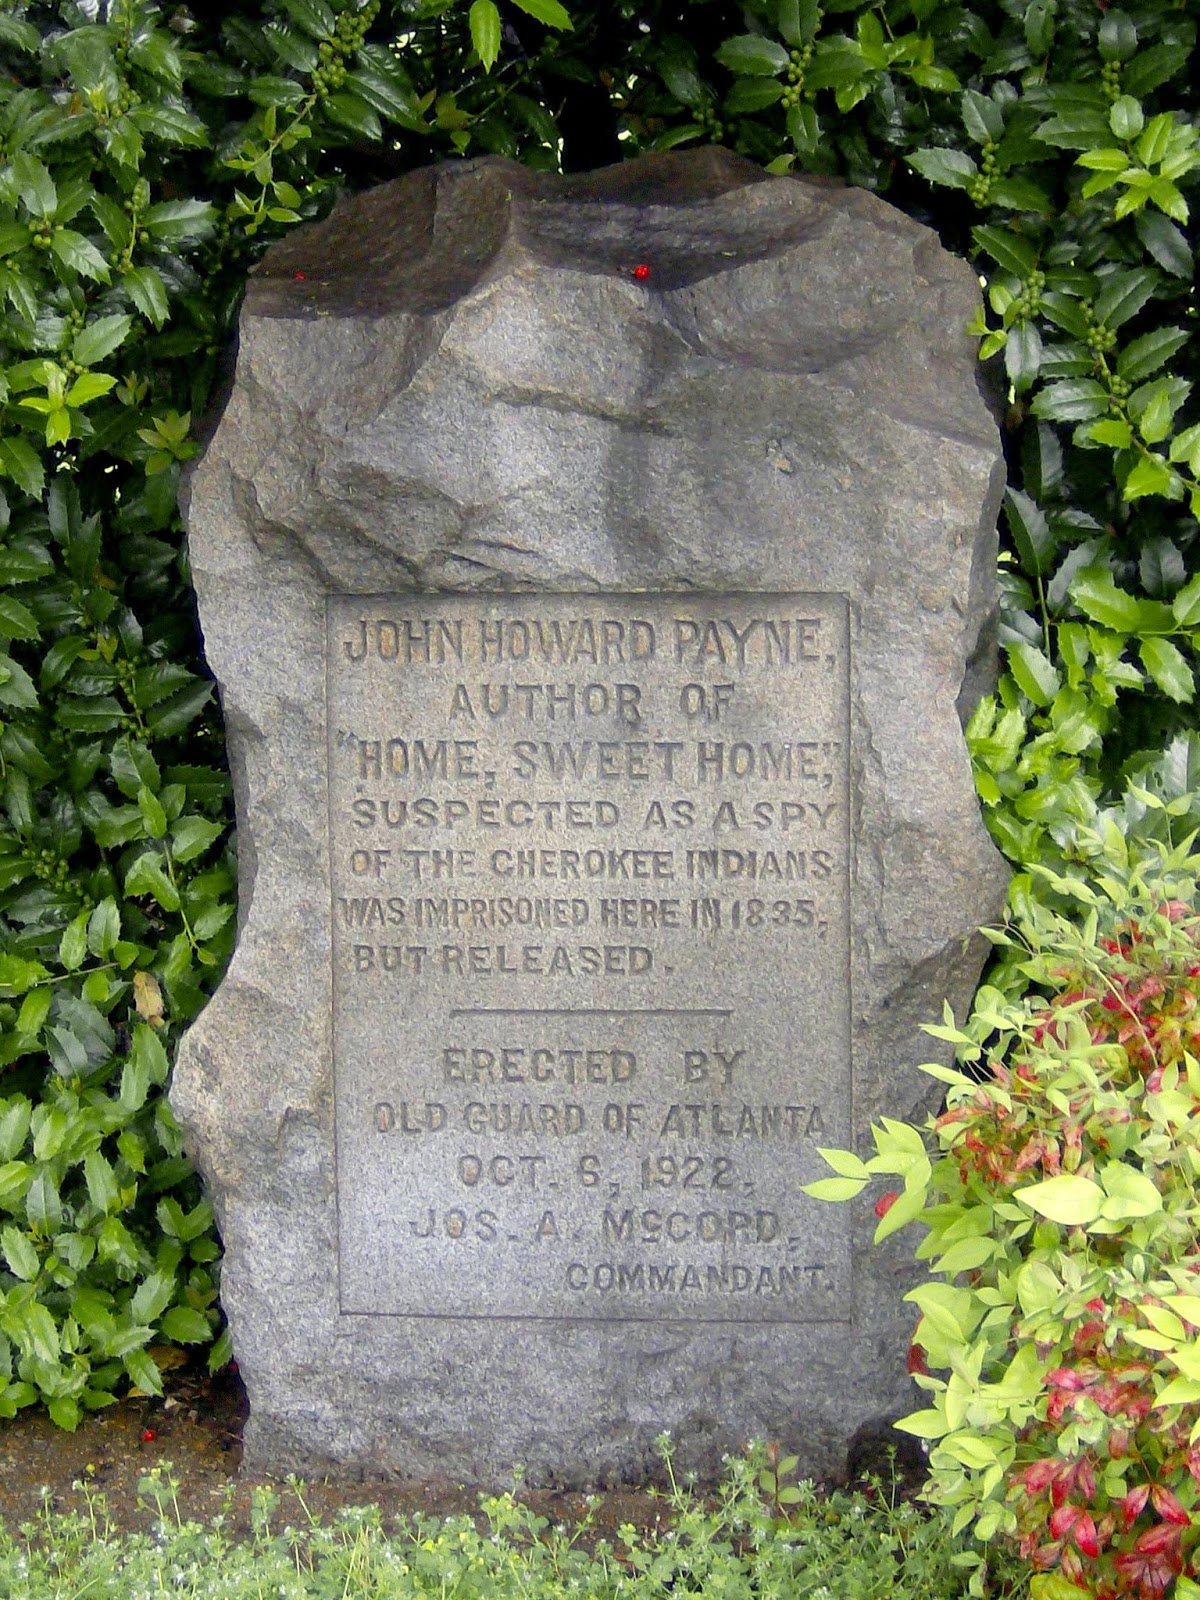 JOHN HOWARD PAYNE,
AUTHOR OF
"HOME, SWEET HOME,"
SUSPECTED AS A SPY
OF THE CHEROKEE INDIANS
WAS IMPRISONED HERE IN 1835,
BUT RELEASED.
ERECTED BY
OLD GUARD OF ATLANTA
OCT. 6, 1922,
JOS. A. McCORD,
COMMANDANT.